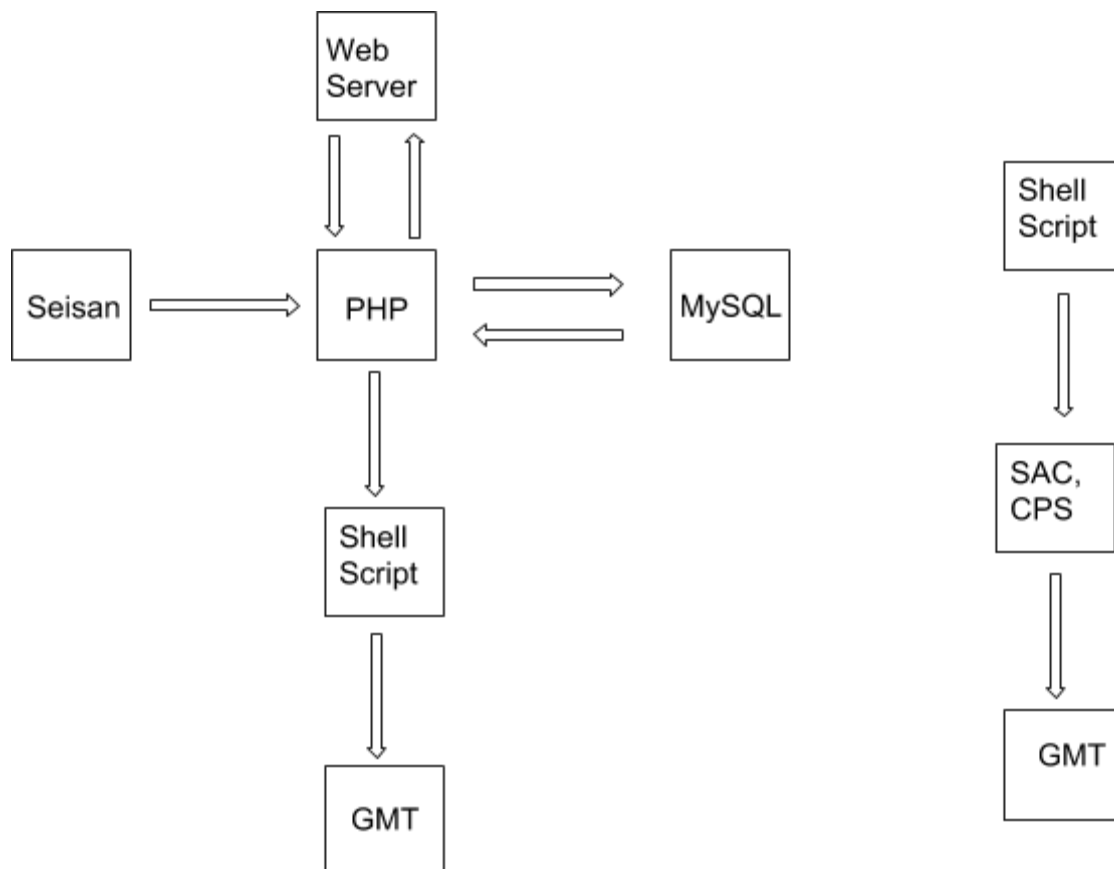 Web
Server
Shell
Script
Seisan
PHP
MySQL
SAC,
CPS
Shell
Script
GMT
GMT